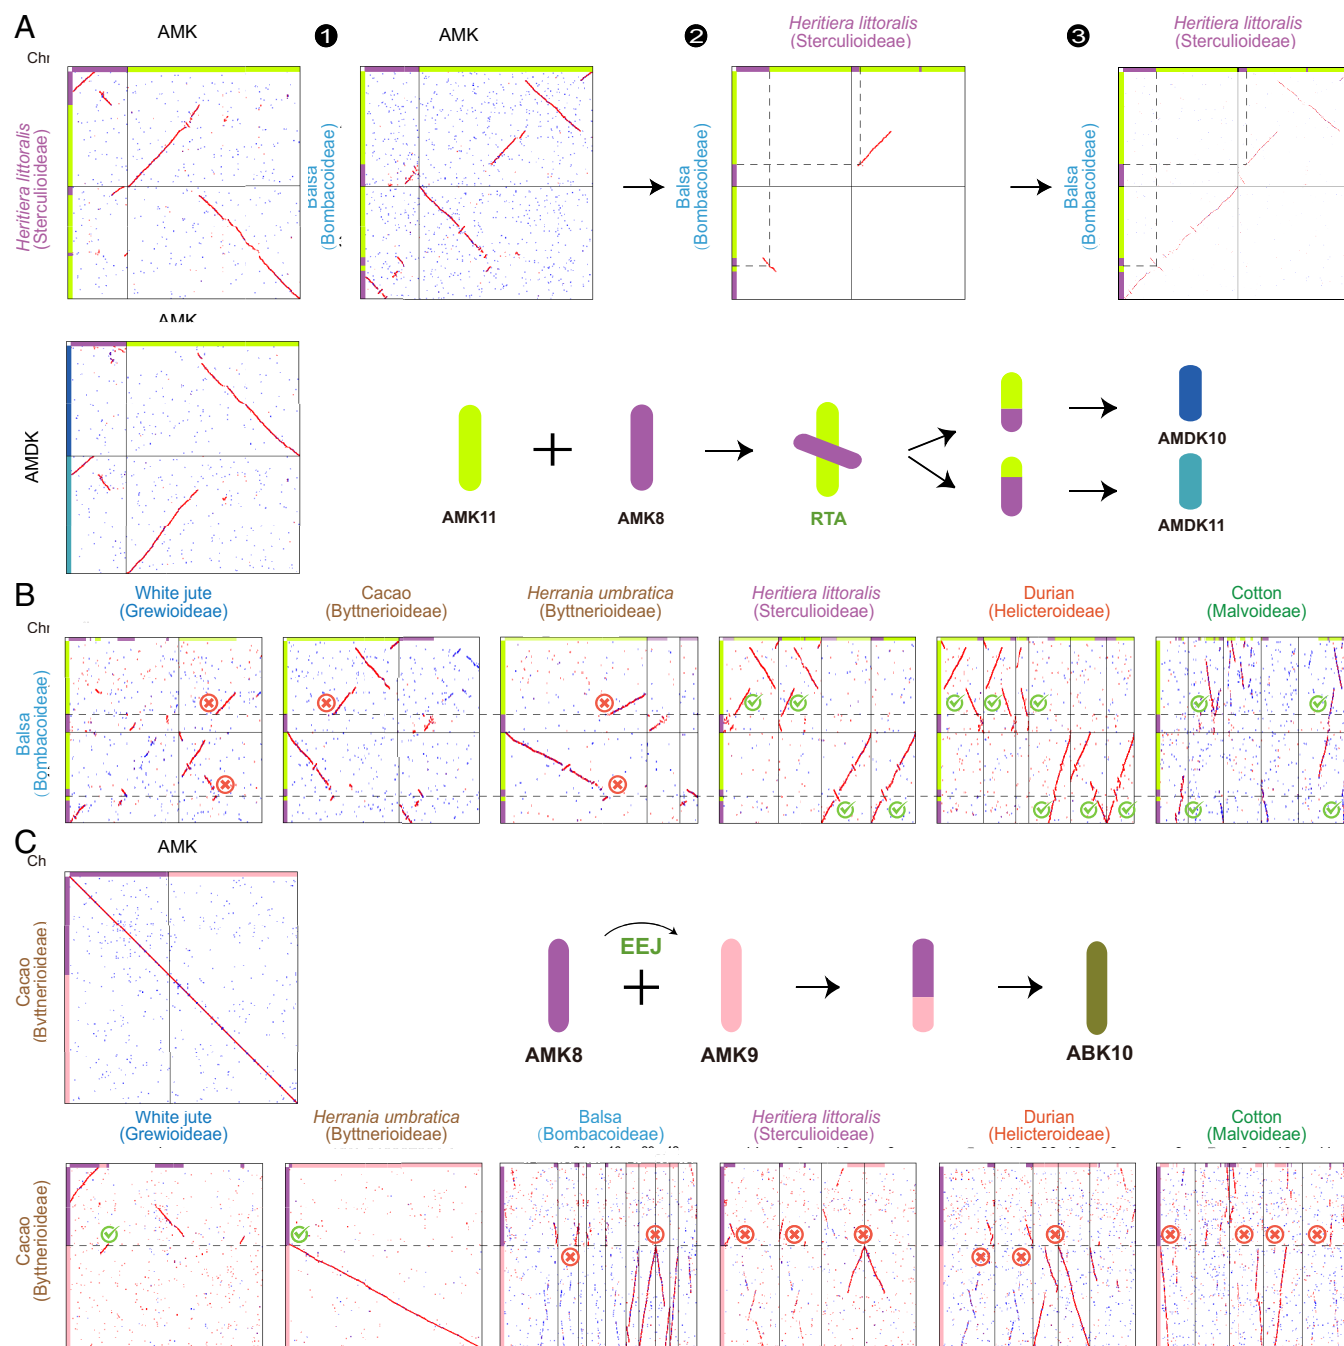 A
AMK
Chr
Heritiera littoralis
(Sterculioideae)
1
AMK
Balsa
(Bombacoideae)
2
Heritiera littoralis
(Sterculioideae)
Balsa
(Bombacoideae)
3
Heritiera littoralis
(Sterculioideae)
Balsa
(Bombacoideae)
AMK
AMDK
AMK11
AMK8
RTA
AMDK10
AMDK11
B
White jute
(Grewioideae)
Cacao
(Byttnerioideae)
Herrania umbratica
(Byttnerioideae)
Heritiera littoralis
(Sterculioideae)
Durian
(Helicteroideae)
Cotton
(Malvoideae)
Chr
Balsa
(Bombacoideae)
C
AMK
Ch
Cacao
(Byttnerioideae)
EEJ
AMK8
AMK9
ABK10
White jute
(Grewioideae)
Herrania umbratica
(Byttnerioideae)
Balsa
(Bombacoideae)
Heritiera littoralis
(Sterculioideae)
Durian
(Helicteroideae)
Cotton
(Malvoideae)
Cacao
(Byttnerioideae)